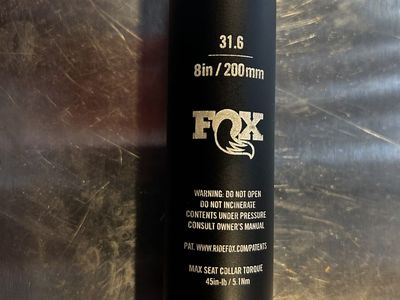 31.6
8in / 200mm
FOX
WARNING: DO NOT OPEN
DO NOT INCINERATE
CONTENTS UNDER PRESSURE
CONSULT OWNER'S MANUAL
PAT. WWW.RIDEFOX.COM/PATENTS
MAX SEAT COLLAR TORQUE
45in-lb / 5.1Nm